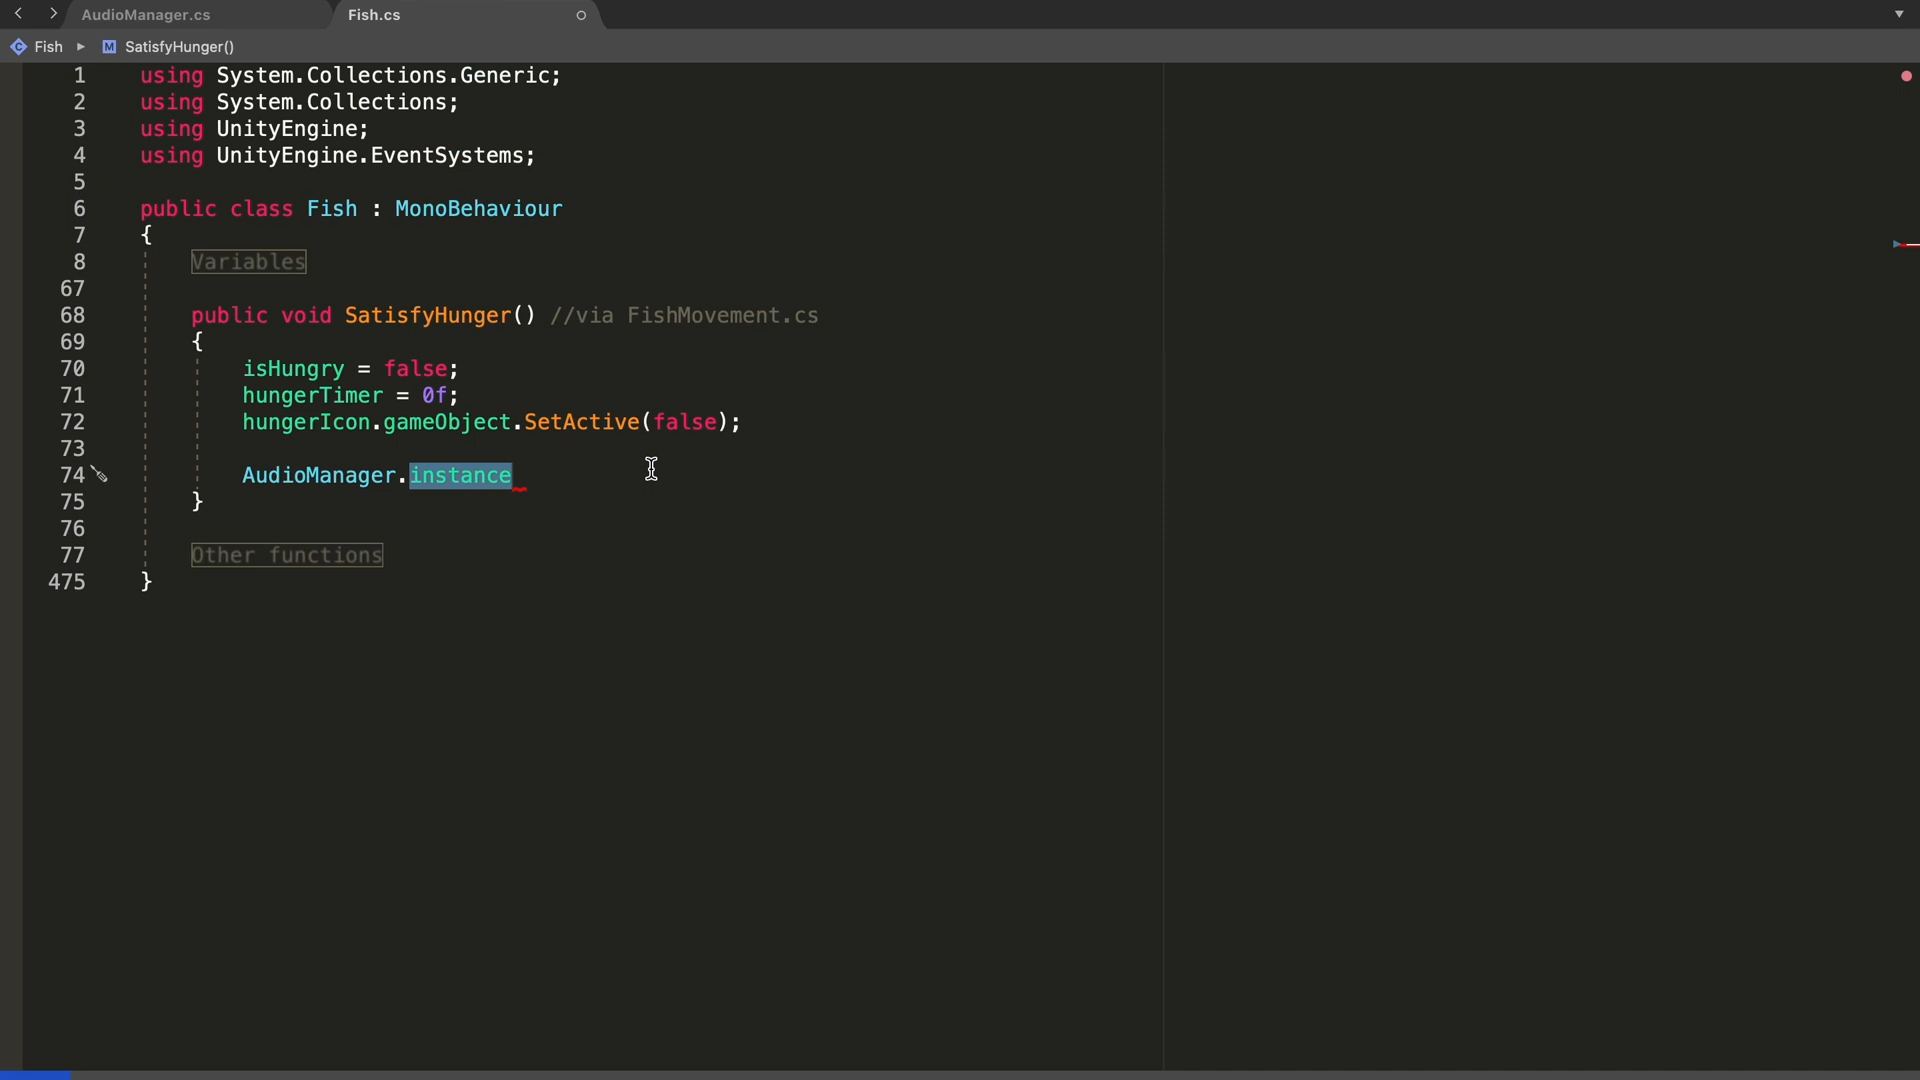 AudioManager.cs
Fish.cs
Fish
M SatisfyHunger()
1 using System.Collections.Generic;
2 using System.Collections;
3 using UnityEngine;
4 using UnityEngine.EventSystems;
5
6 public class Fish : MonoBehaviour
7 {
8 Variables
67
68 public void SatisfyHunger() //via FishMovement.cs
69 {
70 isHungry = false;
71 hungerTimer = 0f;
72 hungerIcon.gameObject.SetActive(false);
73
74 AudioManager.instance
75 }
76
77 Other functions
475 }